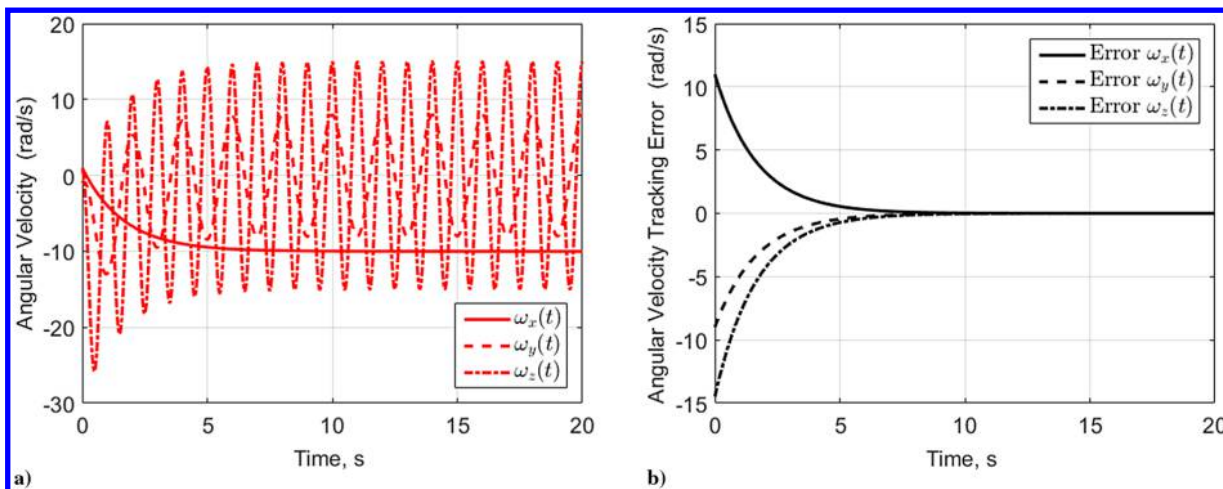 Angular Velocity (rad/s)
20
10
0
-10
-20
-30
ωx(t)
ωy(t)
ωz(t)
0
5
10
15
20
Time, s
a)
Angular Velocity Tracking Error (rad/s)
15
10
5
0
-5
-10
-15
Error ωx(t)
Error ωy(t)
Error ωz(t)
0
5
10
15
20
Time, s
b)